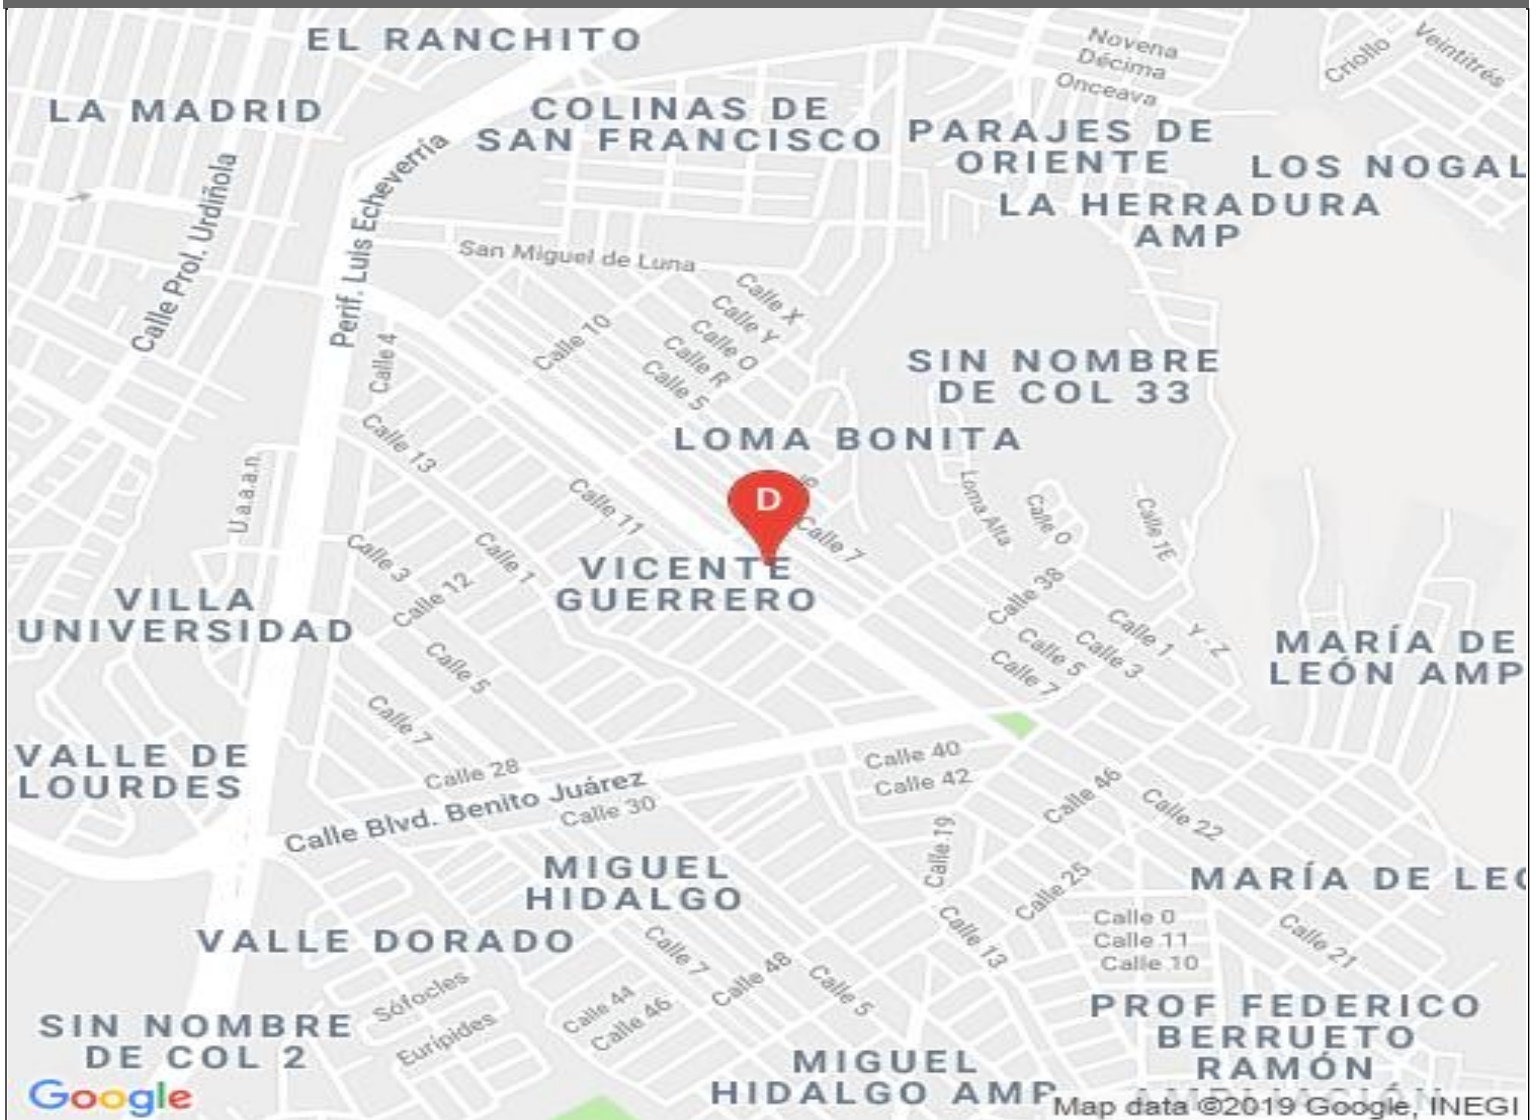 EL RANCHITO
LA MADRID
COLINAS DE
SAN FRANCISCO
Novena
Décima
Onceava
Criollo
Veintitrés
PARAJES DE
ORIENTE
LOS NOGAL
LA HERRADURA
AMP
Calle Prol. Urdiñola
Perif. Luis Echeverría
San Miguel de Luna
Calle X
Calle Y
Calle O
Calle R
Calle S
Calle 10
Calle 4
SIN NOMBRE
DE COL 33
LOMA BONITA
Calle 13
U.a.a.a.n.
Calle 11
D
Calle 7
Loma Alta
Calle 0
Calle 1E
Calle 3
Calle 1
Calle 12
VICENTE
GUERRERO
VILLA
UNIVERSIDAD
Calle 38
Calle 1
Y - Z
Calle 5
Calle 3
Calle 7
MARÍA DE
LEÓN AMP
Calle 5
Calle 7
VALLE DE
LOURDES
Calle 28
Calle Blvd. Benito Juárez
Calle 30
Calle 40
Calle 42
Calle 46
Calle 22
Calle 19
MIGUEL
HIDALGO
MARÍA DE LEÓ
Calle 25
Calle 0
Calle 11
Calle 10
Calle 21
Calle 13
VALLE DORADO
Calle 7
Calle 48
Calle 5
Sófocles
Eurípides
Calle 44
Calle 46
SIN NOMBRE
DE COL 2
PROF FEDERICO
BERRUETO
RAMÓN
AMPLIACIÓN
MIGUEL
HIDALGO AMP
Google
Map data ©2019 Google, INEGI